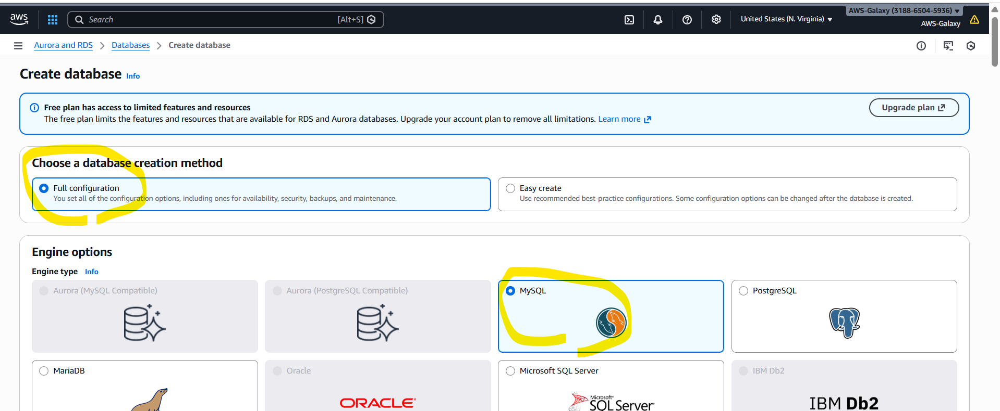 aws
Search
[Alt+S]
United States (N. Virginia)
AWS-Galaxy (3188-6504-5936)
AWS-Galaxy
Aurora and RDS
Databases
Create database
Create database Info
Free plan has access to limited features and resources
The free plan limits the features and resources that are available for RDS and Aurora databases. Upgrade your account plan to remove all limitations. Learn more
Upgrade plan
Choose a database creation method
Full configuration
You set all of the configuration options, including ones for availability, security, backups, and maintenance.
Easy create
Use recommended best-practice configurations. Some configuration options can be changed after the database is created.
Engine options
Engine type Info
Aurora (MySQL Compatible)
Aurora (PostgreSQL Compatible)
MySQL
PostgreSQL
MariaDB
Oracle
ORACLE
Microsoft SQL Server
Microsoft
SQL Server
IBM Db2
IBM Db2